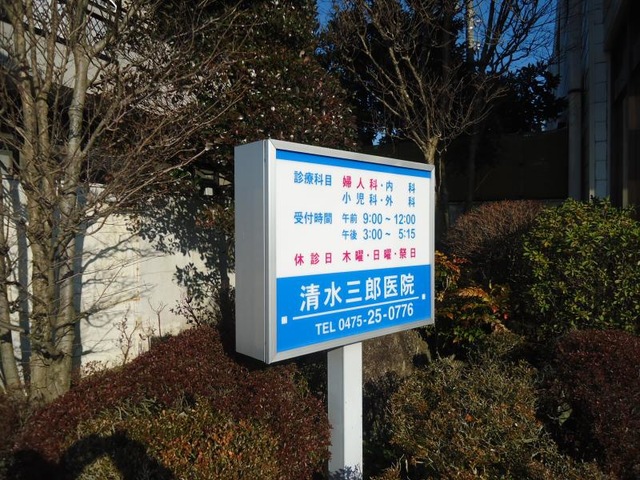 診療科目 婦人科・内科
小児科・外科
受付時間 午前 9:00～12:00
午後 3:00～5:15
休診日 木曜・日曜・祭日
清水三郎医院
TEL 0475-25-0776